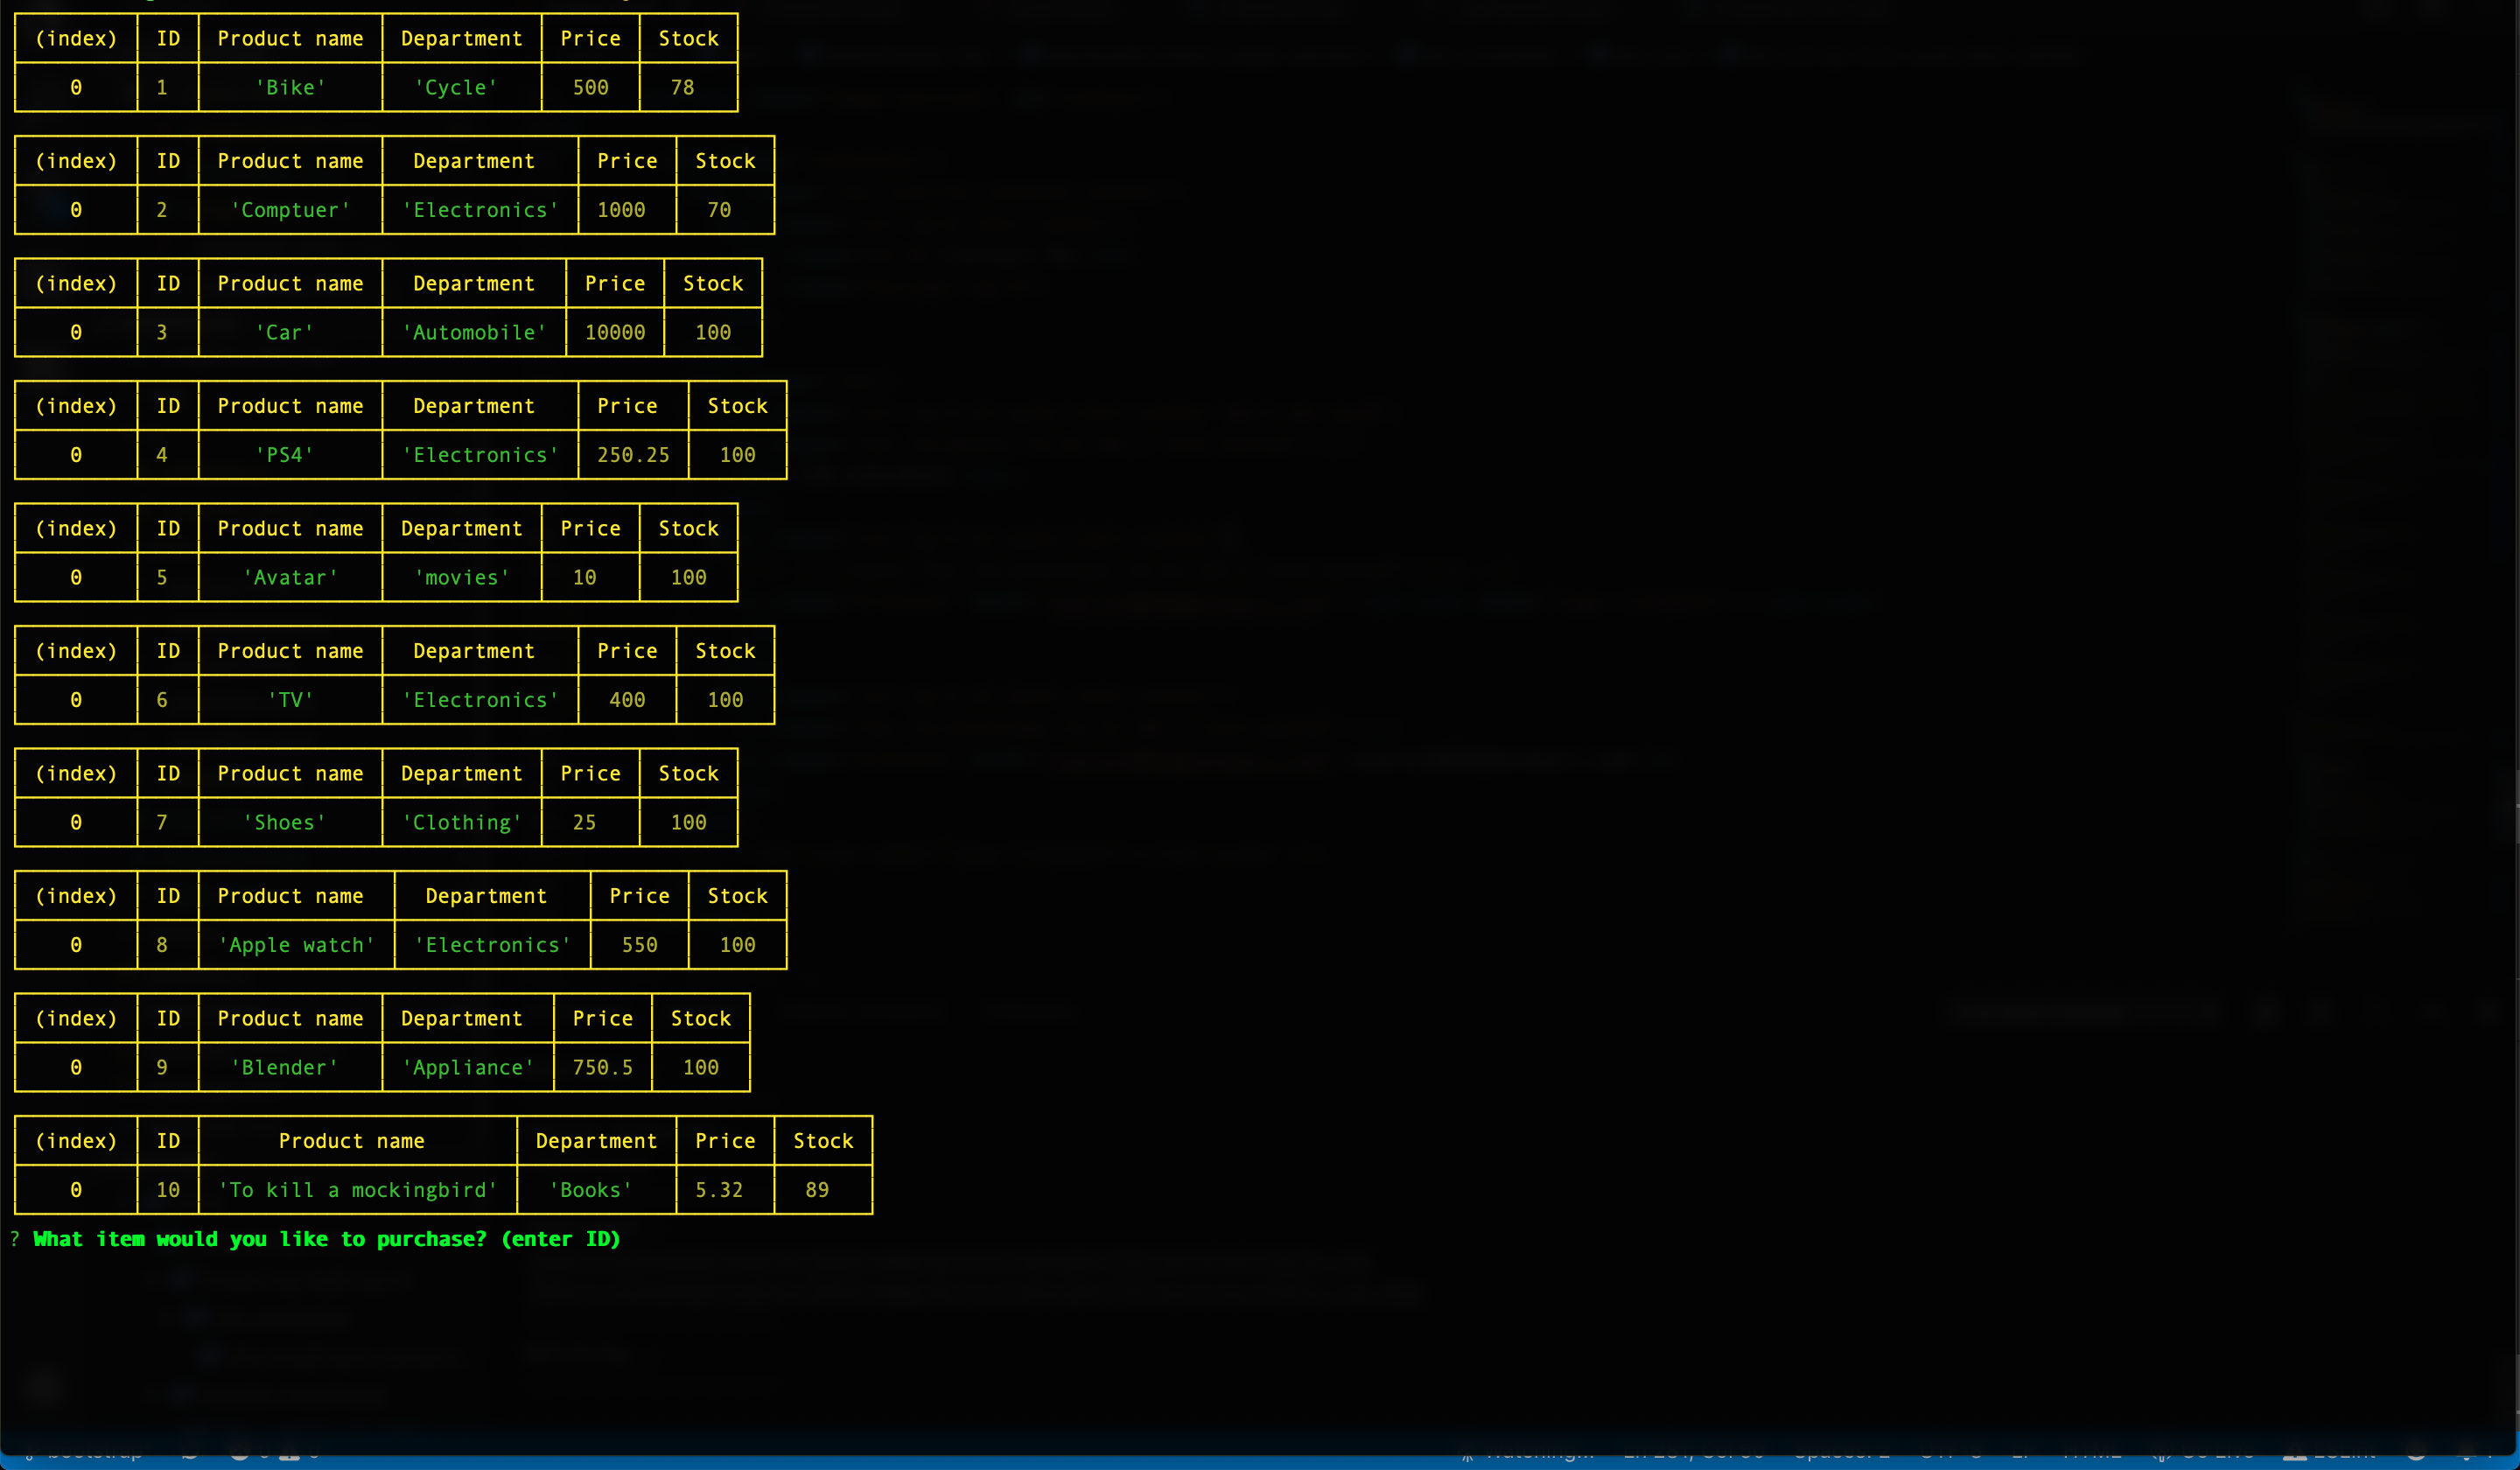 (index) ID Product name Department Price Stock
0 1 'Bike' 'Cycle' 500 78
(index) ID Product name Department Price Stock
0 2 'Comptuer' 'Electronics' 1000 70
(index) ID Product name Department Price Stock
0 3 'Car' 'Automobile' 10000 100
(index) ID Product name Department Price Stock
0 4 'PS4' 'Electronics' 250.25 100
(index) ID Product name Department Price Stock
0 5 'Avatar' 'movies' 10 100
(index) ID Product name Department Price Stock
0 6 'TV' 'Electronics' 400 100
(index) ID Product name Department Price Stock
0 7 'Shoes' 'Clothing' 25 100
(index) ID Product name Department Price Stock
0 8 'Apple watch' 'Electronics' 550 100
(index) ID Product name Department Price Stock
0 9 'Blender' 'Appliance' 750.5 100
(index) ID Product name Department Price Stock
0 10 'To kill a mockingbird' 'Books' 5.32 89
? What item would you like to purchase? (enter ID)